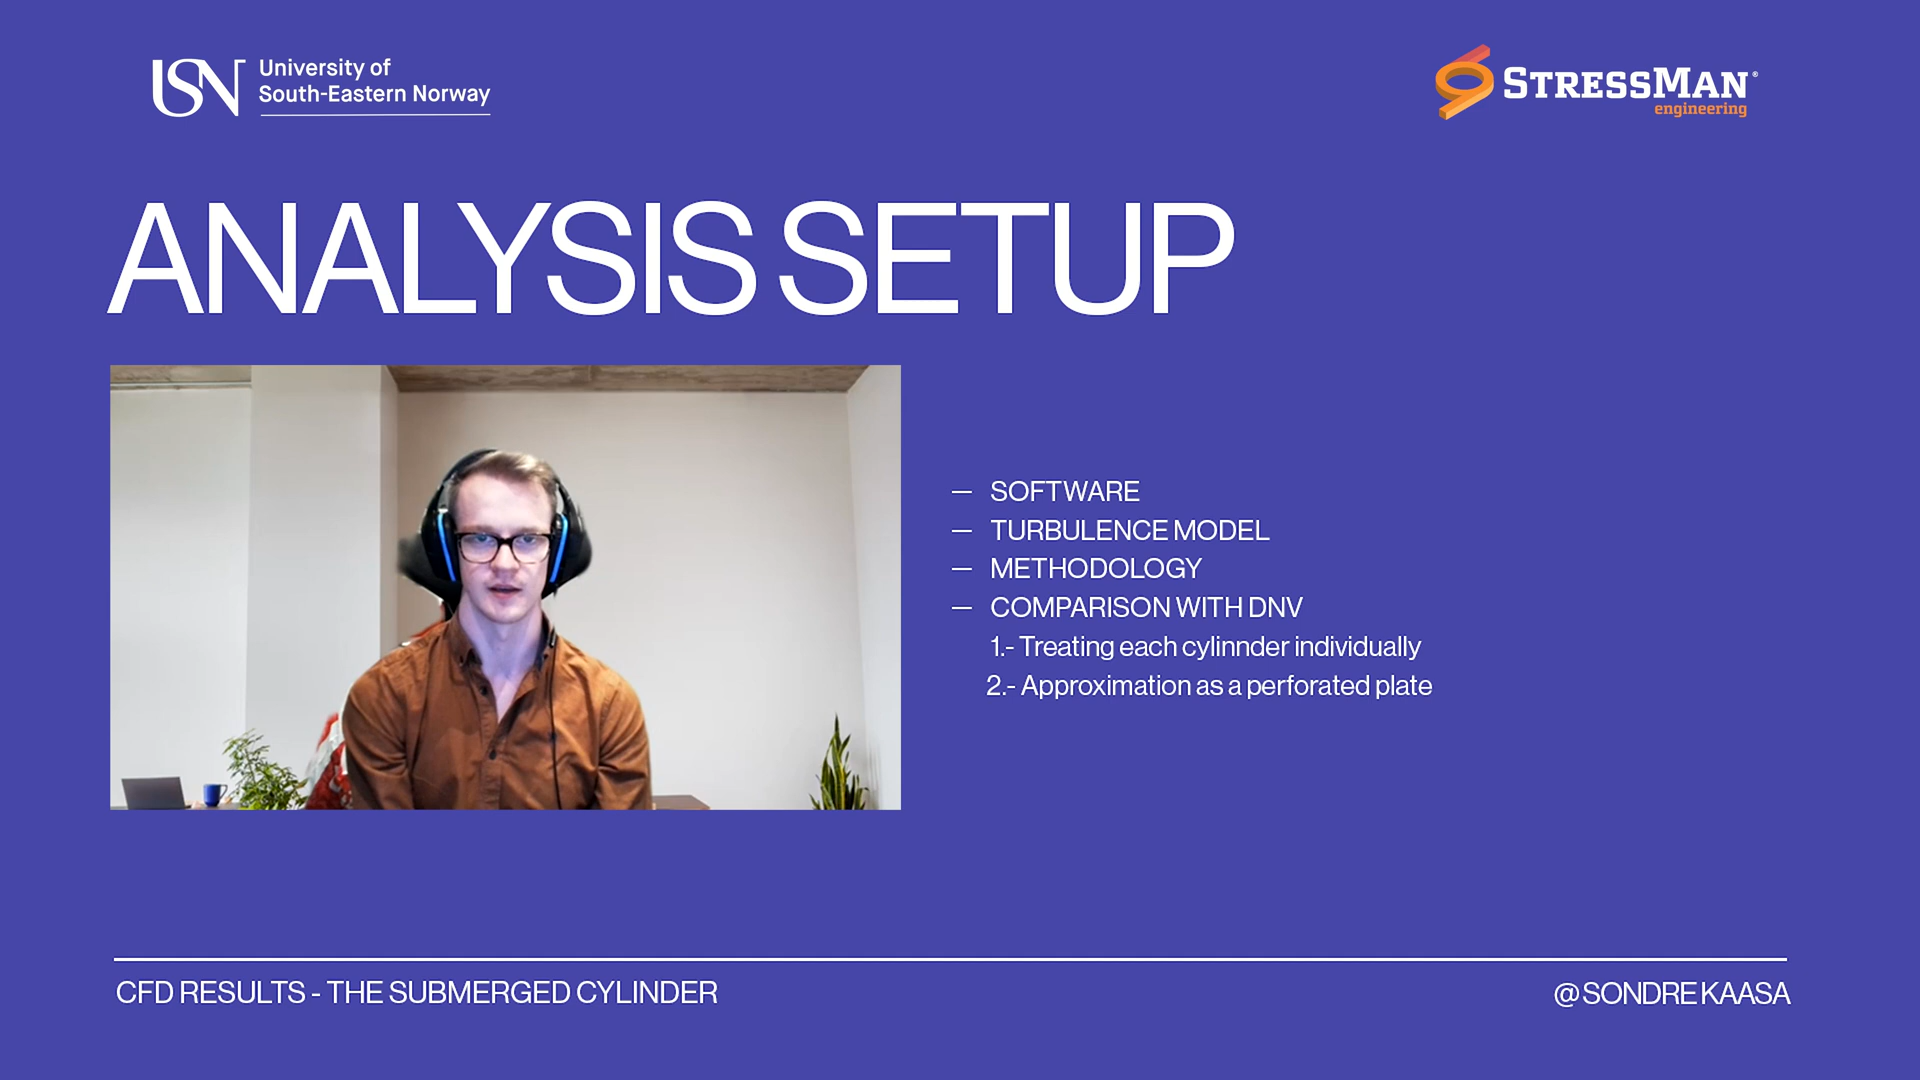 USN University of
South-Eastern Norway
STRESSMAN®
engineering
ANALYSIS SETUP
— SOFTWARE
— TURBULENCE MODEL
— METHODOLOGY
— COMPARISON WITH DNV
1.- Treating each cylinnder individually
2.- Approximation as a perforated plate
CFD RESULTS - THE SUBMERGED CYLINDER
@SONDRE KAASA